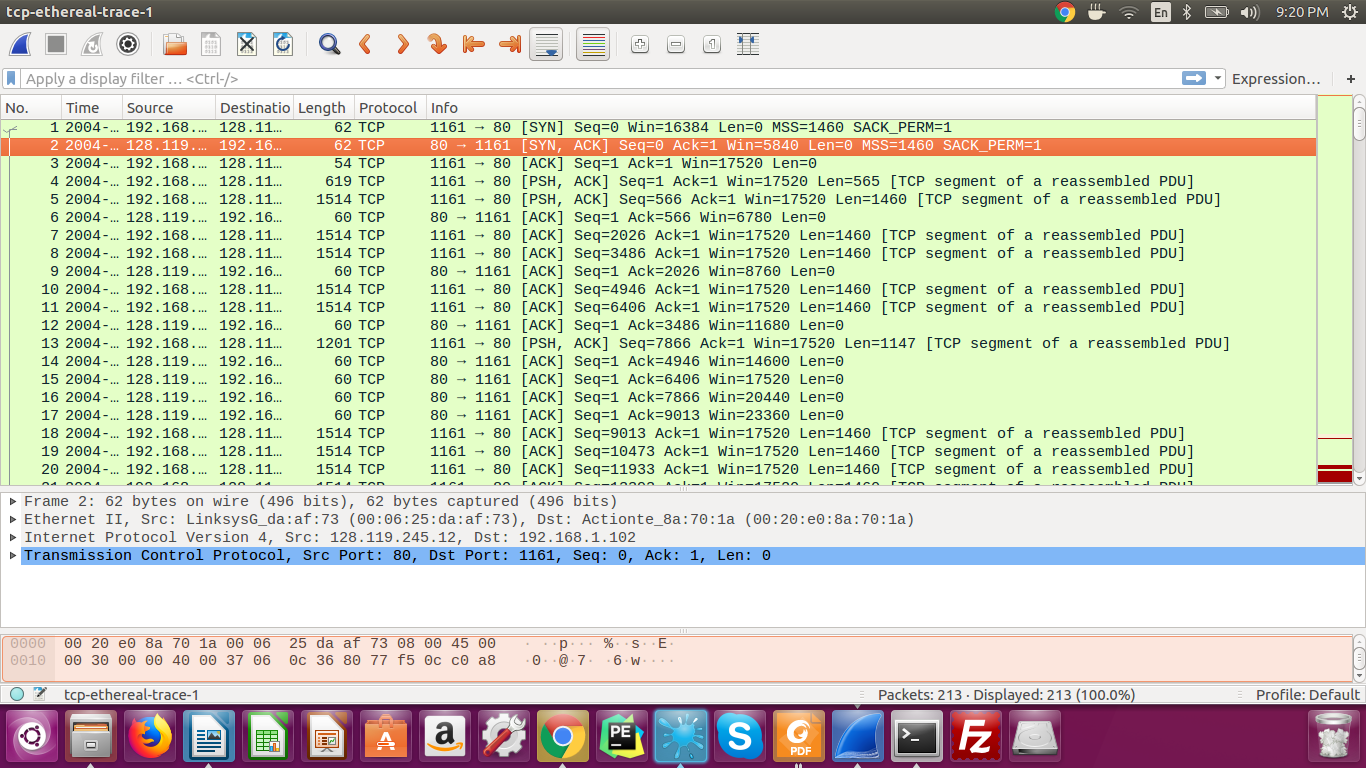 tcp-ethereal-trace-1
En 9:20 PM
Apply a display filter … <Ctrl-/> Expression… +
No. Time Source Destinatio Length Protocol Info
1 2004-… 192.168.… 128.11… 62 TCP 1161 → 80 [SYN] Seq=0 Win=16384 Len=0 MSS=1460 SACK_PERM=1
2 2004-… 128.119.… 192.16… 62 TCP 80 → 1161 [SYN, ACK] Seq=0 Ack=1 Win=5840 Len=0 MSS=1460 SACK_PERM=1
3 2004-… 192.168.… 128.11… 54 TCP 1161 → 80 [ACK] Seq=1 Ack=1 Win=17520 Len=0
4 2004-… 192.168.… 128.11… 619 TCP 1161 → 80 [PSH, ACK] Seq=1 Ack=1 Win=17520 Len=565 [TCP segment of a reassembled PDU]
5 2004-… 192.168.… 128.11… 1514 TCP 1161 → 80 [PSH, ACK] Seq=566 Ack=1 Win=17520 Len=1460 [TCP segment of a reassembled PDU]
6 2004-… 128.119.… 192.16… 60 TCP 80 → 1161 [ACK] Seq=1 Ack=566 Win=6780 Len=0
7 2004-… 192.168.… 128.11… 1514 TCP 1161 → 80 [ACK] Seq=2026 Ack=1 Win=17520 Len=1460 [TCP segment of a reassembled PDU]
8 2004-… 192.168.… 128.11… 1514 TCP 1161 → 80 [ACK] Seq=3486 Ack=1 Win=17520 Len=1460 [TCP segment of a reassembled PDU]
9 2004-… 128.119.… 192.16… 60 TCP 80 → 1161 [ACK] Seq=1 Ack=2026 Win=8760 Len=0
10 2004-… 192.168.… 128.11… 1514 TCP 1161 → 80 [ACK] Seq=4946 Ack=1 Win=17520 Len=1460 [TCP segment of a reassembled PDU]
11 2004-… 192.168.… 128.11… 1514 TCP 1161 → 80 [ACK] Seq=6406 Ack=1 Win=17520 Len=1460 [TCP segment of a reassembled PDU]
12 2004-… 128.119.… 192.16… 60 TCP 80 → 1161 [ACK] Seq=1 Ack=3486 Win=11680 Len=0
13 2004-… 192.168.… 128.11… 1201 TCP 1161 → 80 [PSH, ACK] Seq=7866 Ack=1 Win=17520 Len=1147 [TCP segment of a reassembled PDU]
14 2004-… 128.119.… 192.16… 60 TCP 80 → 1161 [ACK] Seq=1 Ack=4946 Win=14600 Len=0
15 2004-… 128.119.… 192.16… 60 TCP 80 → 1161 [ACK] Seq=1 Ack=6406 Win=17520 Len=0
16 2004-… 128.119.… 192.16… 60 TCP 80 → 1161 [ACK] Seq=1 Ack=7866 Win=20440 Len=0
17 2004-… 128.119.… 192.16… 60 TCP 80 → 1161 [ACK] Seq=1 Ack=9013 Win=23360 Len=0
18 2004-… 192.168.… 128.11… 1514 TCP 1161 → 80 [ACK] Seq=9013 Ack=1 Win=17520 Len=1460 [TCP segment of a reassembled PDU]
19 2004-… 192.168.… 128.11… 1514 TCP 1161 → 80 [ACK] Seq=10473 Ack=1 Win=17520 Len=1460 [TCP segment of a reassembled PDU]
20 2004-… 192.168.… 128.11… 1514 TCP 1161 → 80 [ACK] Seq=11933 Ack=1 Win=17520 Len=1460 [TCP segment of a reassembled PDU]
Frame 2: 62 bytes on wire (496 bits), 62 bytes captured (496 bits)
Ethernet II, Src: LinksysG_da:af:73 (00:06:25:da:af:73), Dst: Actionte_8a:70:1a (00:20:e0:8a:70:1a)
Internet Protocol Version 4, Src: 128.119.245.12, Dst: 192.168.1.102
Transmission Control Protocol, Src Port: 80, Dst Port: 1161, Seq: 0, Ack: 1, Len: 0
0000 00 20 e0 8a 70 1a 00 06 25 da af 73 08 00 45 00 · ··p··· %··s··E·
0010 00 30 00 00 40 00 37 06 0c 36 80 77 f5 0c c0 a8 ·0··@·7· ·6·w····
tcp-ethereal-trace-1 Packets: 213 · Displayed: 213 (100.0%) Profile: Default
A a PE S PDF >_ Fz